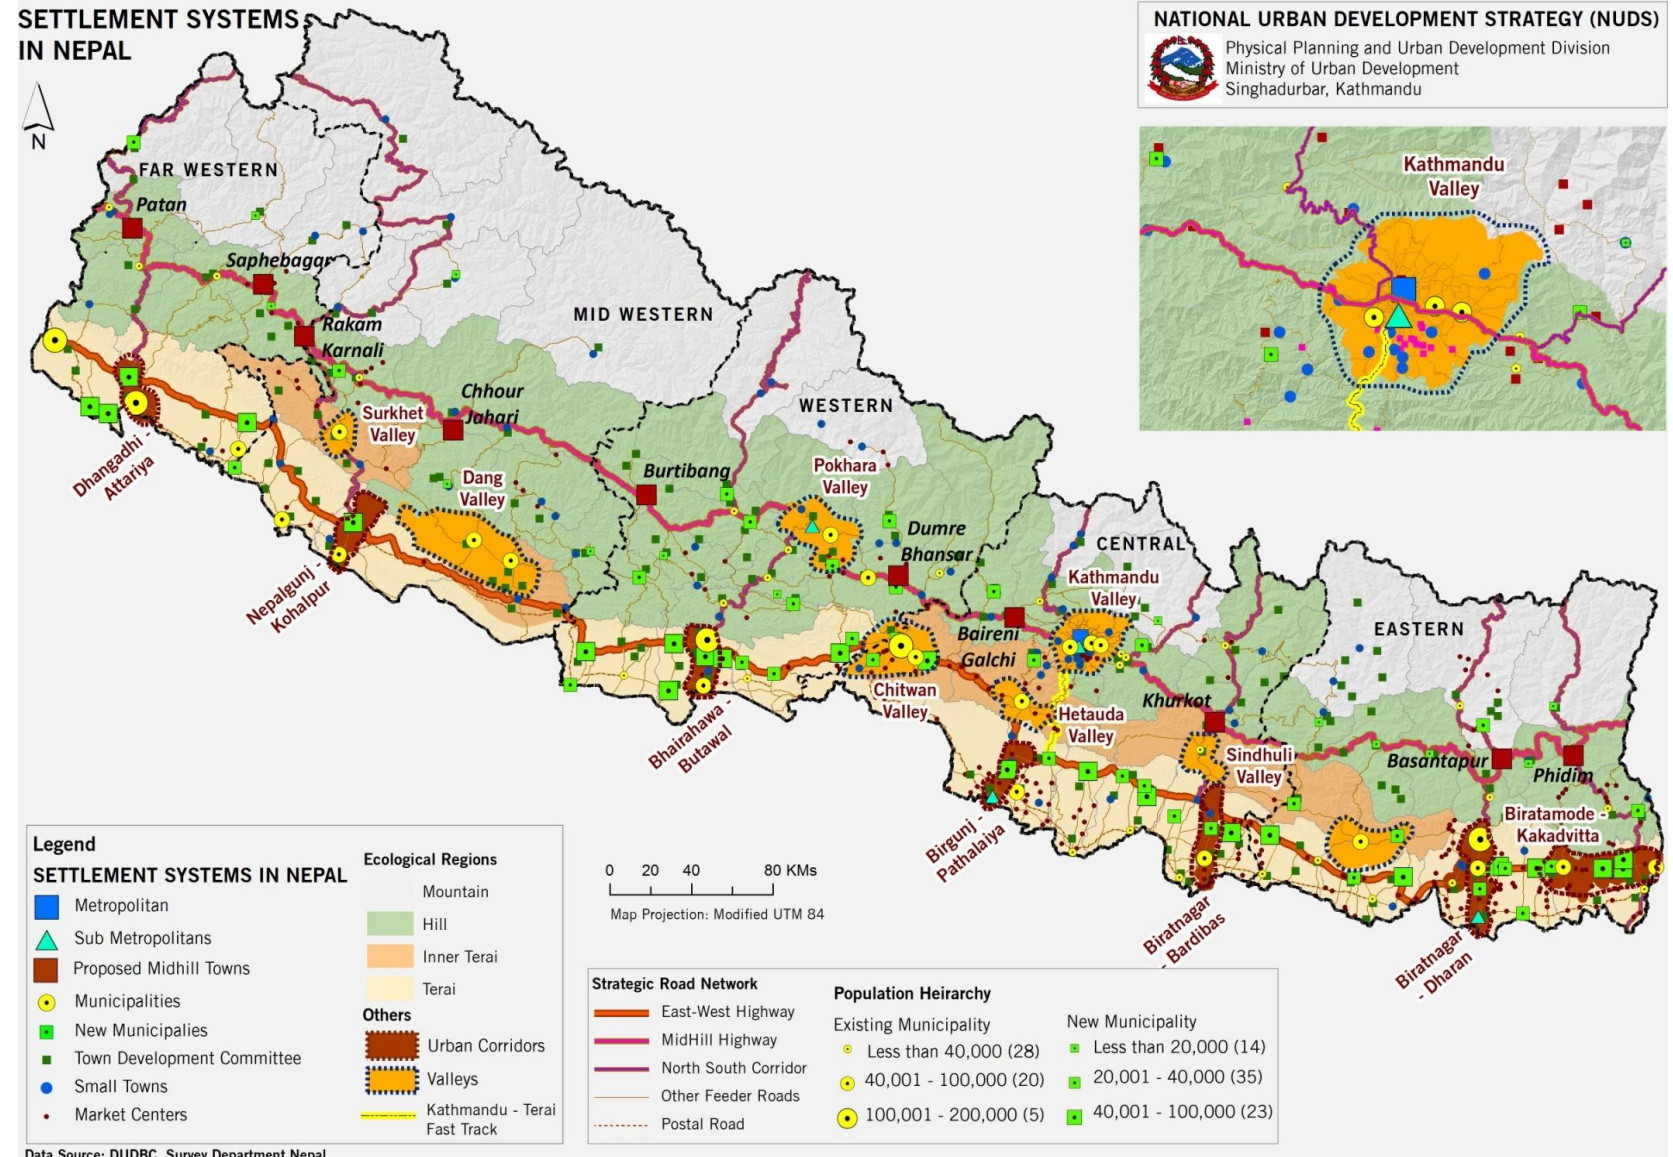 SETTLEMENT SYSTEMS
IN NEPAL
N
NATIONAL URBAN DEVELOPMENT STRATEGY (NUDS)
Physical Planning and Urban Development Division
Ministry of Urban Development
Singhadurbar, Kathmandu
Kathmandu
Valley
FAR WESTERN
Patan
Saphebagar
Rakam
Karnali
MID WESTERN
Chhour
Jahari
Surkhet
Valley
WESTERN
Dhangadhi -
Attariya
Dang
Valley
Burtibang
Pokhara
Valley
Dumre
Bhansar
CENTRAL
Kathmandu
Valley
Nepalgunj -
Kohalpur
Baireni
Galchi
EASTERN
Chitwan
Valley
Khurkot
Hetauda
Valley
Bhairahawa -
Butawal
Sindhuli
Valley
Basantapur
Phidim
Birgunj -
Pathalaiya
Biratamode -
Kakadvitta
Biratnagar
- Bardibas
Biratnagar
- Dharan
Legend
SETTLEMENT SYSTEMS IN NEPAL
Metropolitan
Sub Metropolitans
Proposed Midhill Towns
Municipalities
New Municipalies
Town Development Committee
Small Towns
Market Centers
Ecological Regions
Mountain
Hill
Inner Terai
Terai
Others
Urban Corridors
Valleys
Kathmandu - Terai
Fast Track
0 20 40 80 KMs
Map Projection: Modified UTM 84
Strategic Road Network
East-West Highway
MidHill Highway
North South Corridor
Other Feeder Roads
Postal Road
Population Heirarchy
Existing Municipality
Less than 40,000 (28)
40,001 - 100,000 (20)
100,001 - 200,000 (5)
New Municipality
Less than 20,000 (14)
20,001 - 40,000 (35)
40,001 - 100,000 (23)
Data Source: DUDBC, Survey Department Nepal